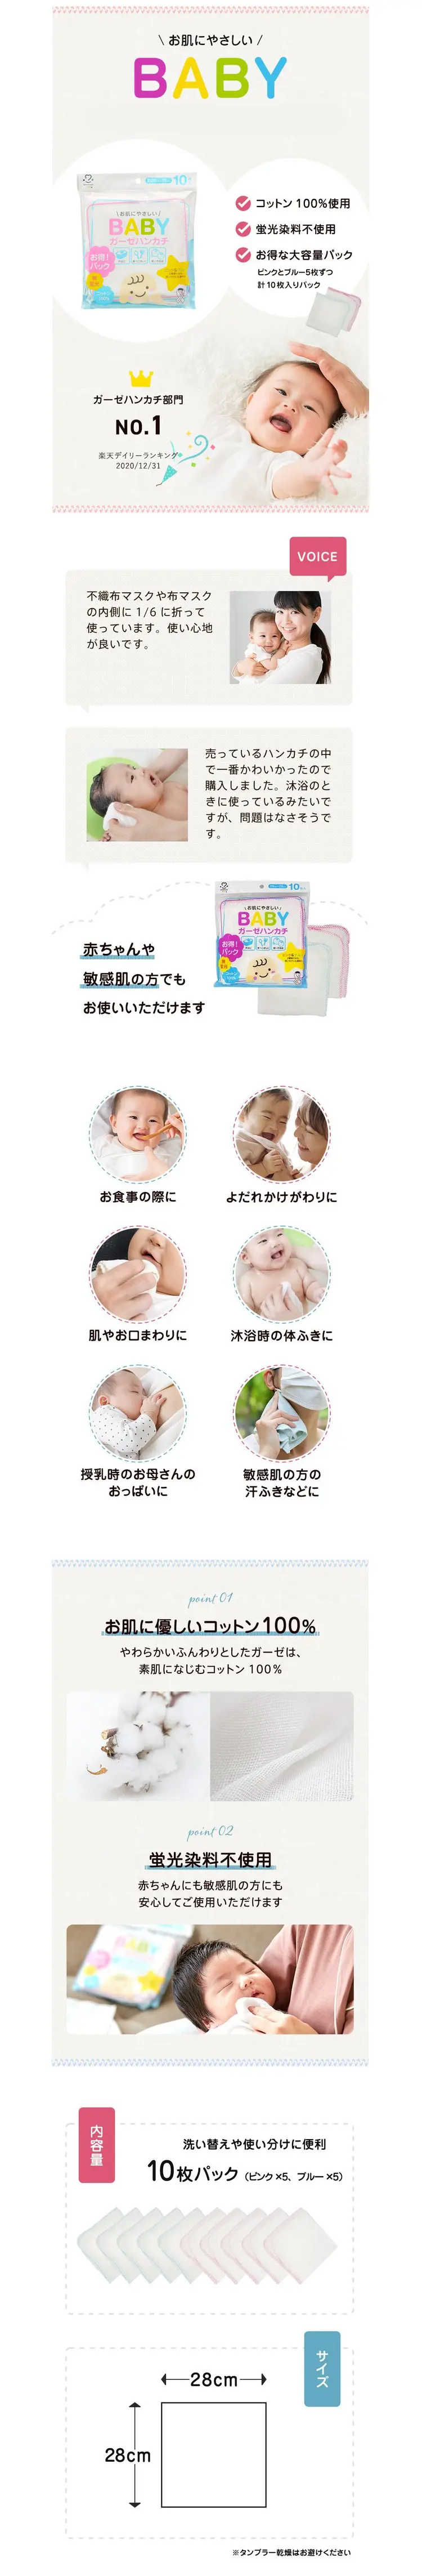 \ お肌にやさしい /
BABY
10
\お肌にやさしい/
BABY
ガーゼハンカチ
お得!
パック
コットン 100%使用
蛍光染料不使用
お得な大容量パック
ピンクとブルー5枚ずつ
計10枚入りパック
ガーゼハンカチ部門
NO.1
楽天デイリーランキング
2020/12/31
VOICE
不織布マスクや布マスク
の内側に 1/6 に折って
使っています。使い心地
が良いです。
売っているハンカチの中
で一番かわいかったので
購入しました。沐浴のと
きに使っているみたいで
すが、問題はなさそうで
す。
10
\お肌にやさしい/
BABY
ガーゼハンカチ
お得!
パック
赤ちゃんや
敏感肌の方でも
お使いいただけます
お食事の際に
よだれかけがわりに
肌やお口まわりに
沐浴時の体ふきに
授乳時のお母さんの
おっぱいに
敏感肌の方の
汗ふきなどに
point 01
お肌に優しいコットン100%
やわらかいふんわりとしたガーゼは、
素肌になじむコットン 100%
point 02
蛍光染料不使用
赤ちゃんにも敏感肌の方にも
安心してご使用いただけます
内容量
洗い替えや使い分けに便利
10枚パック（ピンク×5、ブルー×5）
サイズ
28cm
28cm
※タンブラー乾燥はお避けください